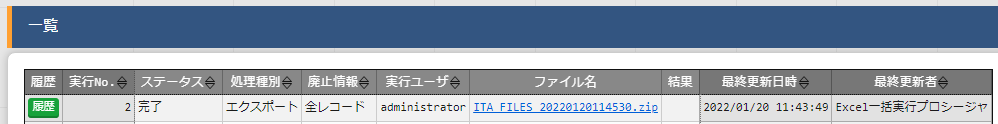 一覧
履歴 実行No. ステータス 処理種別 廃止情報 実行ユーザ ファイル名 結果 最終更新日時 最終更新者
履歴 2 完了 エクスポート 全レコード administrator ITA_FILES_20220120114530.zip 2022/01/20 11:43:49 Excel一括実行プロシージャ